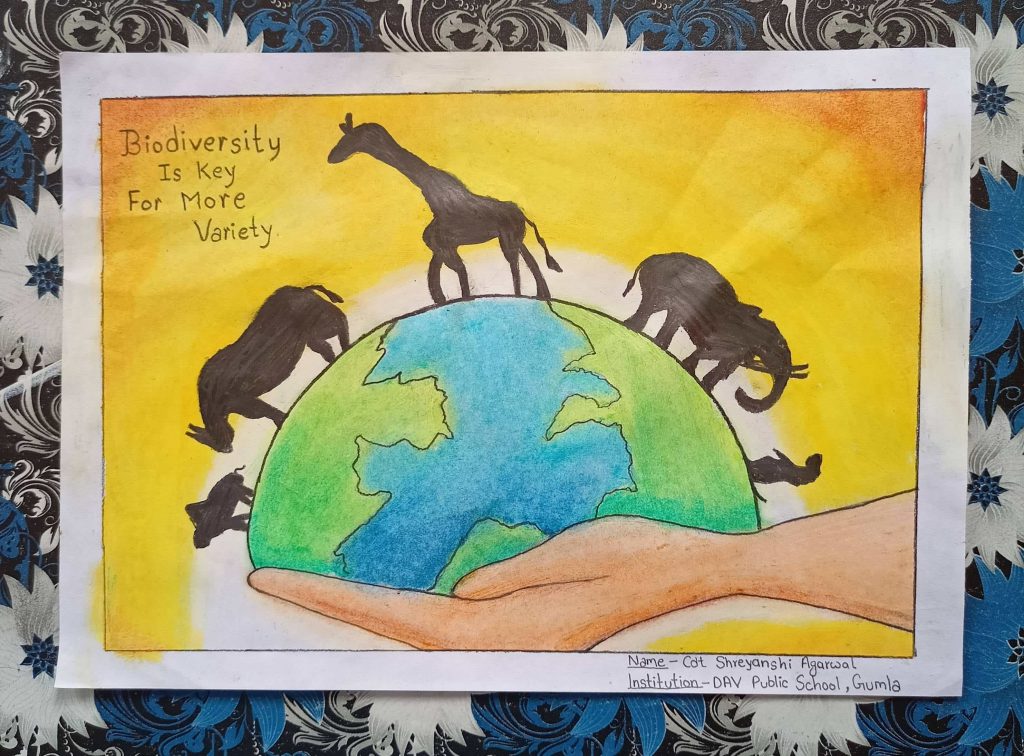 Biodiversity
Is Key
For More
Variety.
Name - Cdt Shreyanshi Agarwal
Institution - DAV Public School, Gumla